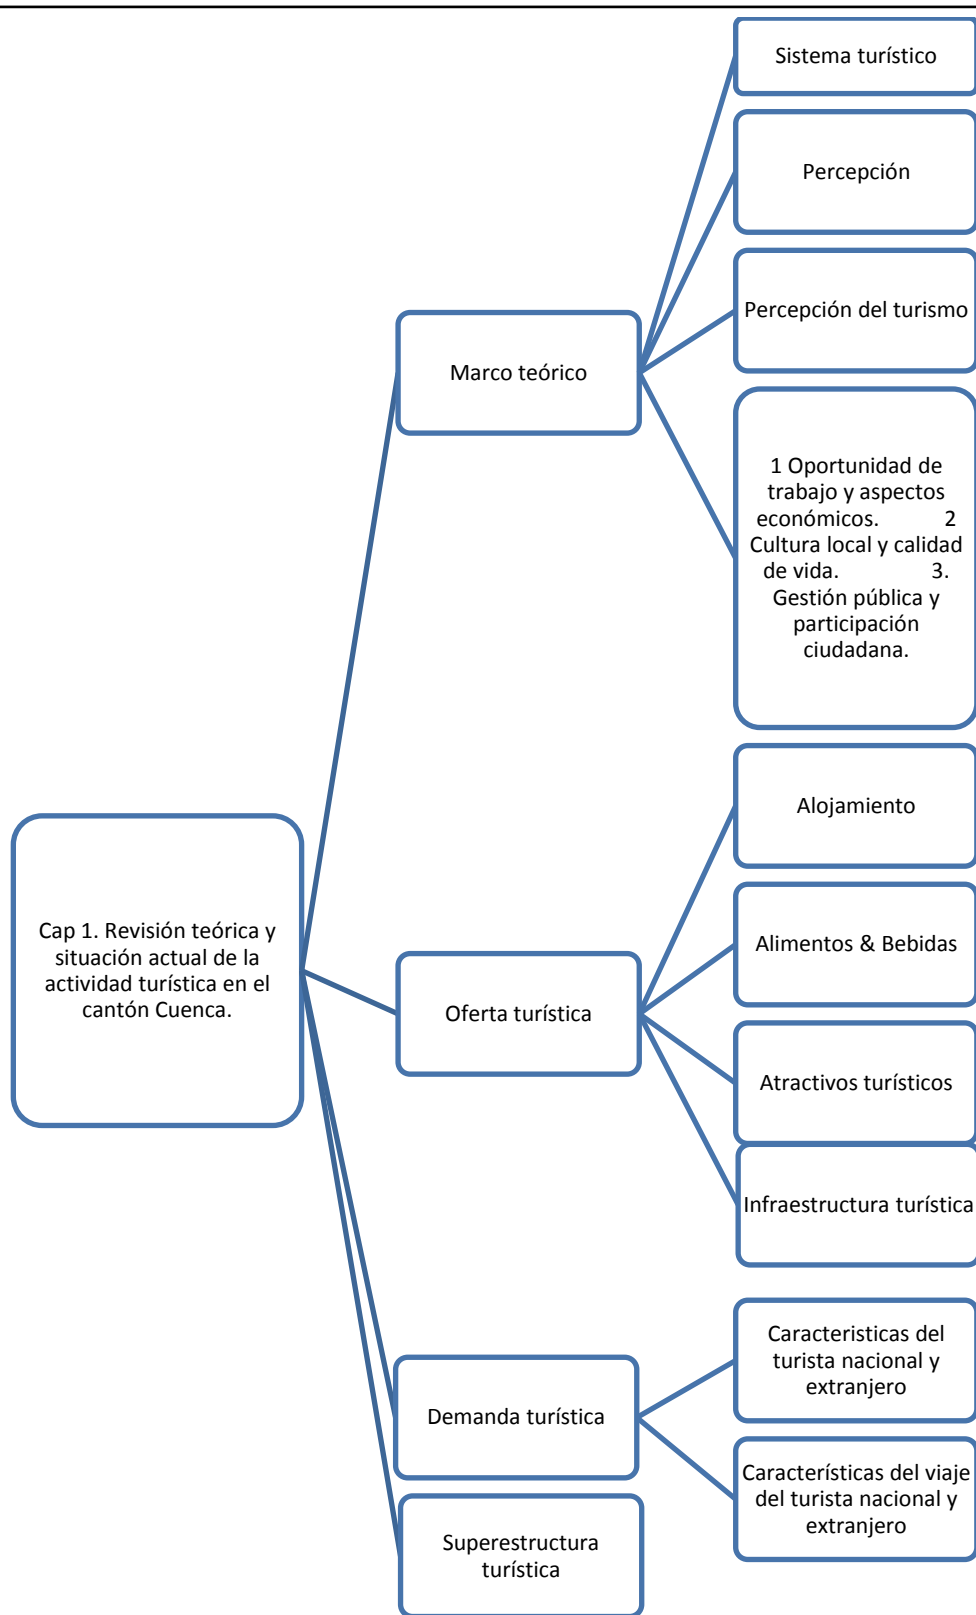 Cap 1. Revisión teórica y
situación actual de la
actividad turística en el
cantón Cuenca.
Marco teórico
Sistema turístico
Percepción
Percepción del turismo
1 Oportunidad de
trabajo y aspectos
económicos. 2
Cultura local y calidad
de vida. 3.
Gestión pública y
participación
ciudadana.
Oferta turística
Alojamiento
Alimentos & Bebidas
Atractivos turísticos
Infraestructura turística
Demanda turística
Caracteristicas del
turista nacional y
extranjero
Características del viaje
del turista nacional y
extranjero
Superestructura
turística